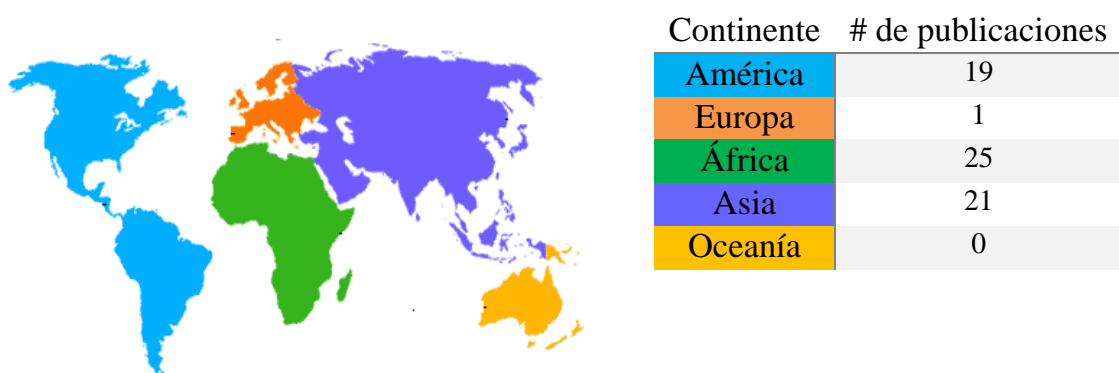 Continente # de publicaciones
América 19
Europa 1
África 25
Asia 21
Oceanía 0